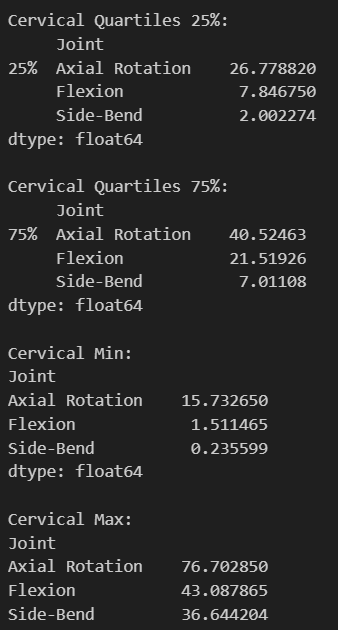 Cervical Quartiles 25%:
     Joint
25%  Axial Rotation    26.778820
     Flexion            7.846750
     Side-Bend          2.002274
dtype: float64

Cervical Quartiles 75%:
     Joint
75%  Axial Rotation    40.52463
     Flexion           21.51926
     Side-Bend          7.01108
dtype: float64

Cervical Min:
Joint
Axial Rotation    15.732650
Flexion            1.511465
Side-Bend          0.235599
dtype: float64

Cervical Max:
Joint
Axial Rotation    76.702850
Flexion           43.087865
Side-Bend         36.644204